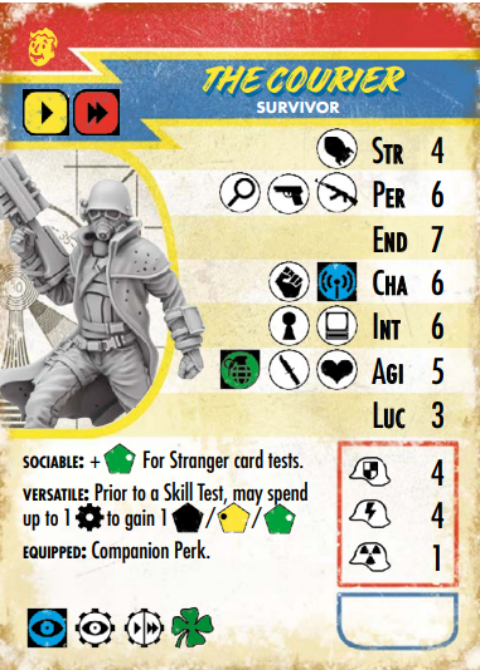 THE COURIER
SURVIVOR
STR 4
PER 6
END 7
CHA 6
INT 6
AGI 5
LUC 3
SOCIABLE: + For Stranger card tests.
VERSATILE: Prior to a Skill Test, may spend
up to 1 to gain 1 / /
EQUIPPED: Companion Perk.
4
4
1